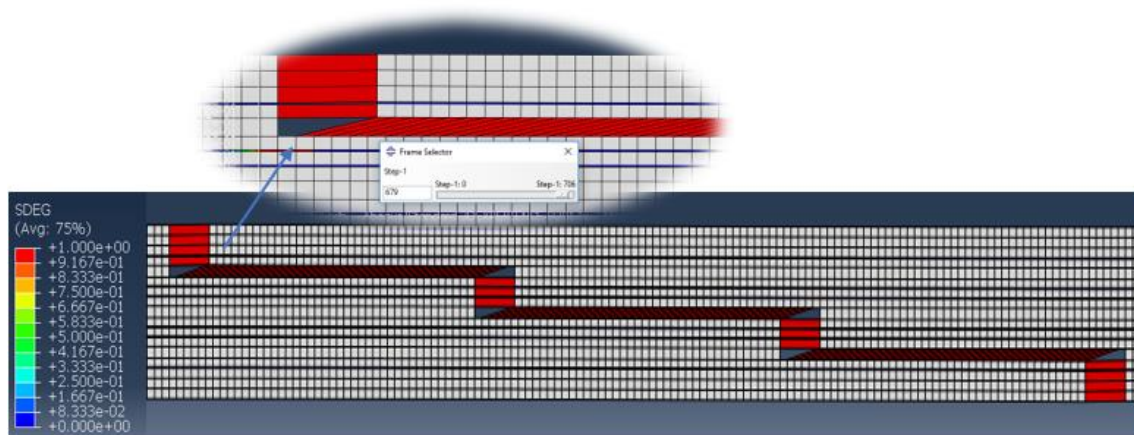 Frame Selector
Step-1
Step-1: 0 Step-1: 706
679
SDEG
(Avg: 75%)
+1.000e+00
+9.167e-01
+8.333e-01
+7.500e-01
+6.667e-01
+5.833e-01
+5.000e-01
+4.167e-01
+3.333e-01
+2.500e-01
+1.667e-01
+8.333e-02
+0.000e+00